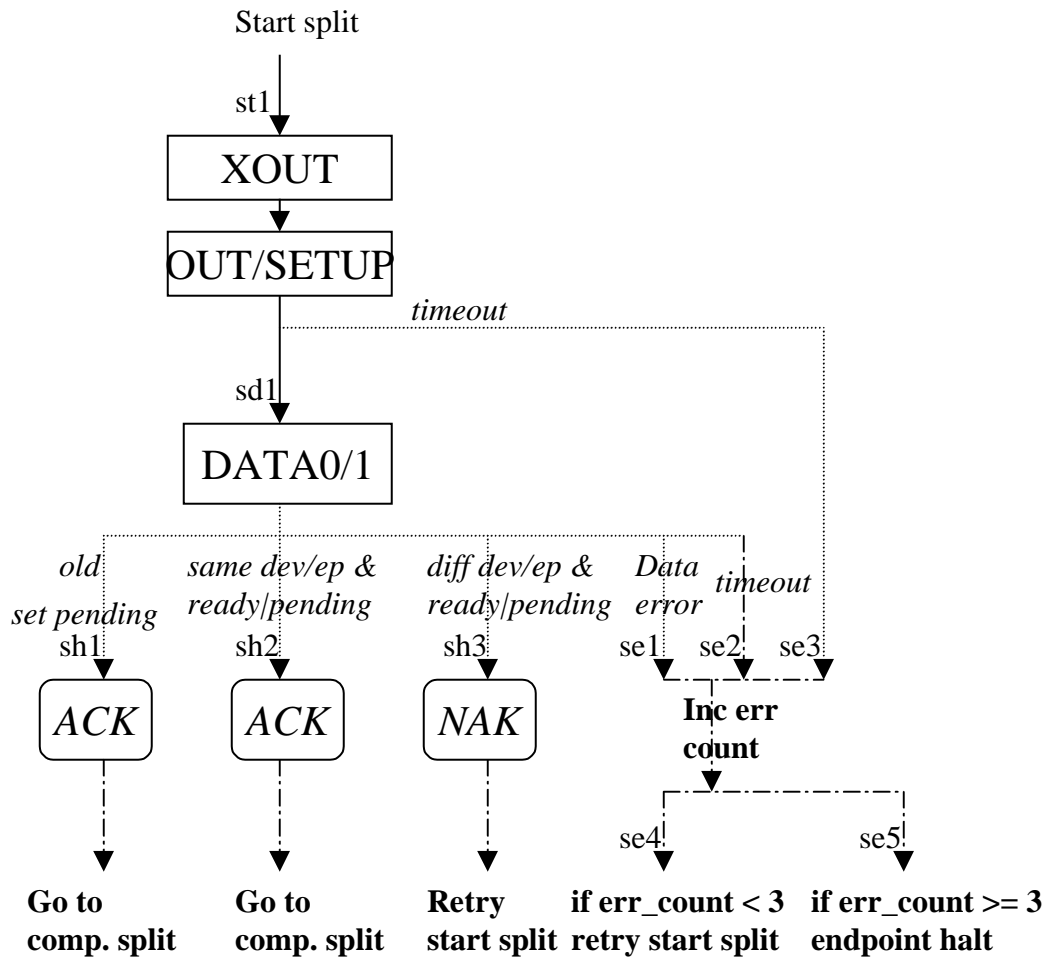 Start split
st1
XOUT
OUT/SETUP
timeout
sd1
DATA0/1
old
set pending
same dev/ep &
ready|pending
diff dev/ep &
ready|pending
Data
error
timeout
sh1
sh2
sh3
se1
se2
se3
ACK
ACK
NAK
Inc err
count
se4
se5
Go to
comp. split
Go to
comp. split
Retry
start split
if err_count < 3
retry start split
if err_count >= 3
endpoint halt